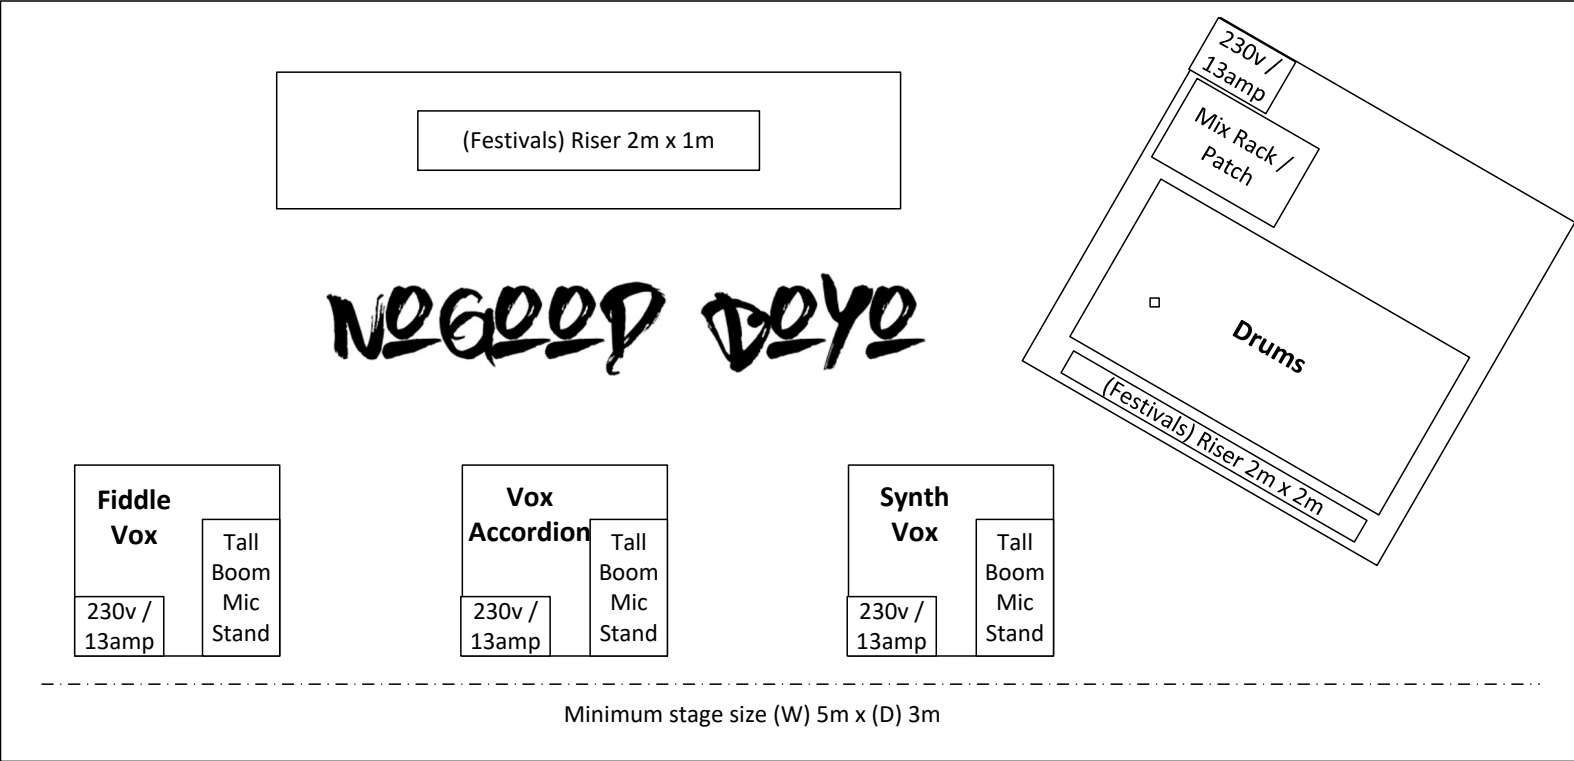 (Festivals) Riser 2m x 1m
230v /
13amp
Mix Rack /
Patch
NoGood Boyo
Drums
(Festivals) Riser 2m x 2m
Fiddle
Vox
Tall
Boom
Mic
Stand
230v /
13amp
Vox
Accordion
Tall
Boom
Mic
Stand
230v /
13amp
Synth
Vox
Tall
Boom
Mic
Stand
230v /
13amp
Minimum stage size (W) 5m x (D) 3m